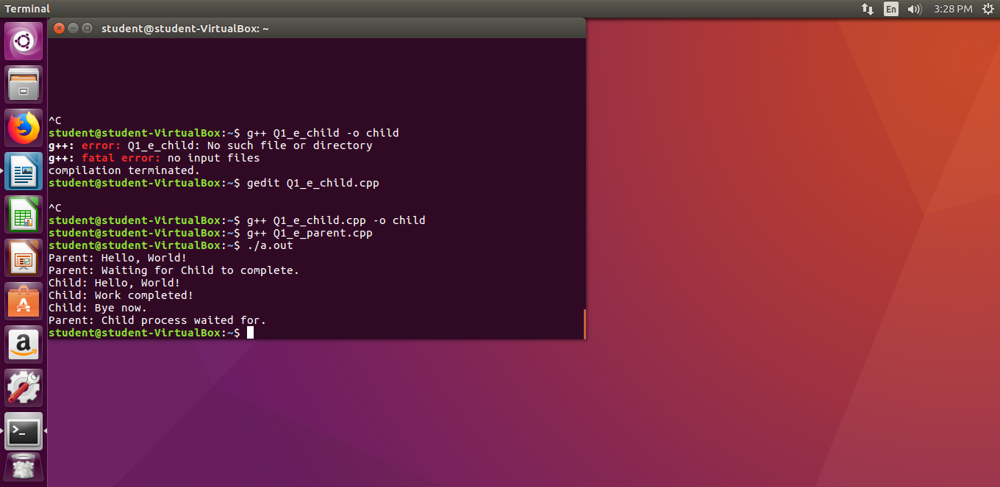 Terminal
En
3:28 PM
student@student-VirtualBox: ~
^C
student@student-VirtualBox:~$ g++ Q1_e_child -o child
g++: error: Q1_e_child: No such file or directory
g++: fatal error: no input files
compilation terminated.
student@student-VirtualBox:~$ gedit Q1_e_child.cpp
^C
student@student-VirtualBox:~$ g++ Q1_e_child.cpp -o child
student@student-VirtualBox:~$ g++ Q1_e_parent.cpp
student@student-VirtualBox:~$ ./a.out
Parent: Hello, World!
Parent: Waiting for Child to complete.
Child: Hello, World!
Child: Work completed!
Child: Bye now.
Parent: Child process waited for.
student@student-VirtualBox:~$